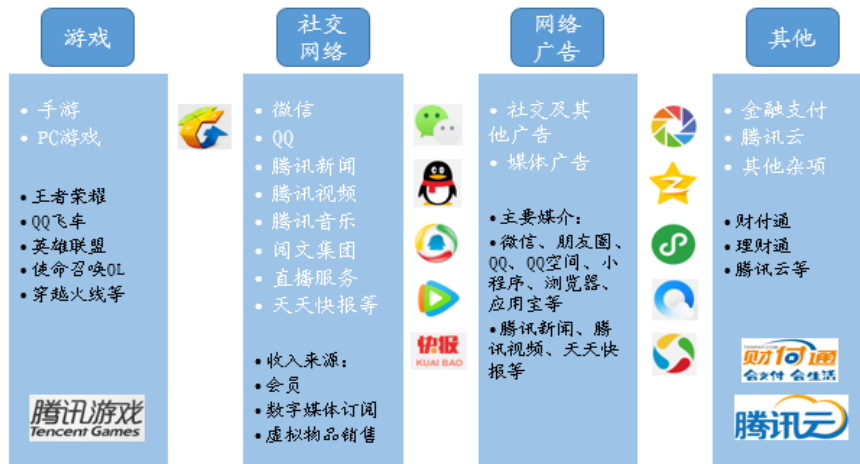 游戏
• 手游
• PC游戏
• 王者荣耀
• QQ飞车
• 英雄联盟
• 使命召唤OL
• 穿越火线等
腾讯游戏
Tencent Games
社交
网络
• 微信
• QQ
• 腾讯新闻
• 腾讯视频
• 腾讯音乐
• 阅文集团
• 直播服务
• 天天快报等
• 收入来源：
• 会员
• 数字媒体订阅
• 虚拟物品销售
快报
KUAI BAO
网络
广告
• 社交及其
他广告
• 媒体广告
• 主要媒介：
• 微信、朋友圈、
QQ、QQ空间、小
程序、浏览器、
应用宝等
• 腾讯新闻、腾
讯视频、天天快
报等
其他
• 金融支付
• 腾讯云
• 其他杂项
• 财付通
• 理财通
• 腾讯云等
TENPAY.COM
财付通
会支付 会生活
腾讯云